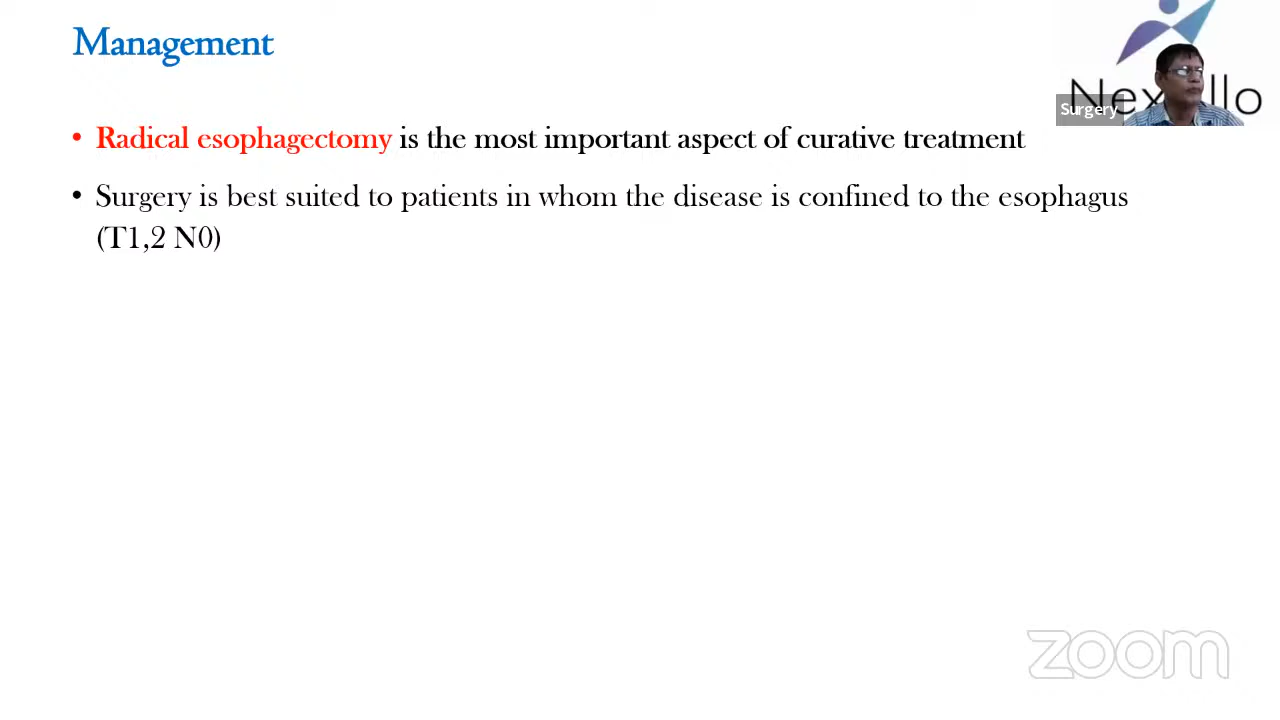 Management
• Radical esophagectomy is the most important aspect of curative treatment
• Surgery is best suited to patients in whom the disease is confined to the esophagus
(T1,2 N0)
Surgery
zoom